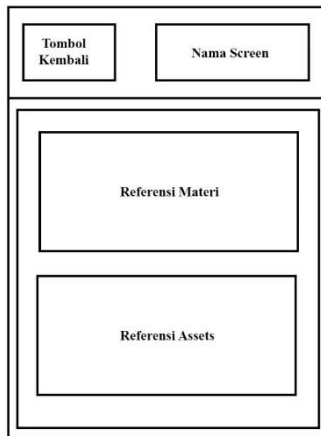 Tombol
Kembali
Nama Screen
Referensi Materi
Referensi Assets